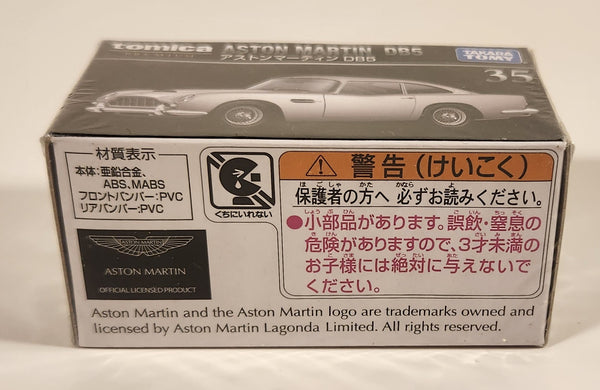 tomica ASTON MARTIN DB5
PREMIUM アストンマーティン DB5
TAKARA TOMY
35
材質表示
本体：亜鉛合金、
ABS、MABS
フロントバンパー：PVC
リアバンパー：PVC
くちにいれない
警告（けいこく）
保護者の方へ 必ずお読みください。
●小部品があります。誤飲・窒息の
危険がありますので、3才未満の
お子様には絶対に与えないで
ください。
ASTON MARTIN
ASTON MARTIN
OFFICIAL LICENSED PRODUCT
Aston Martin and the Aston Martin logo are trademarks owned and
licensed by Aston Martin Lagonda Limited. All rights reserved.